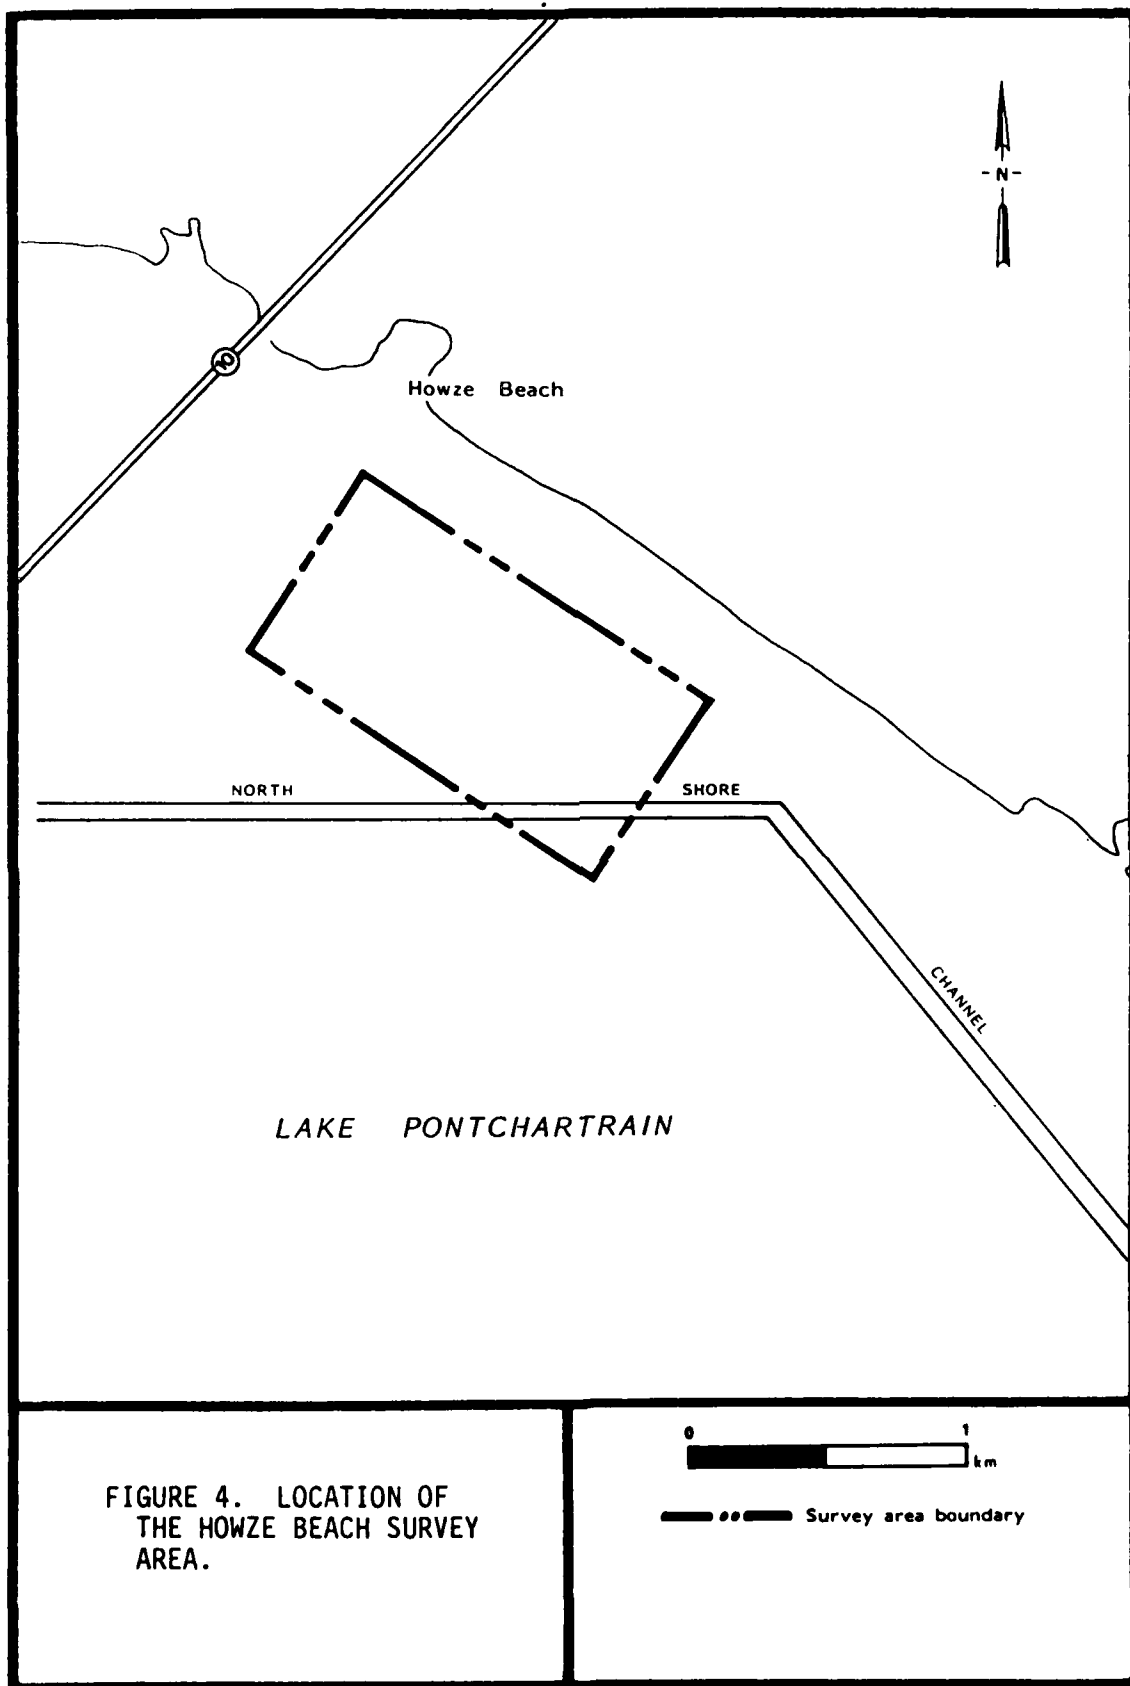 - N -
10
Howze Beach
NORTH SHORE
CHANNEL
LAKE PONTCHARTRAIN
FIGURE 4. LOCATION OF
THE HOWZE BEACH SURVEY
AREA.
0 1
km
Survey area boundary